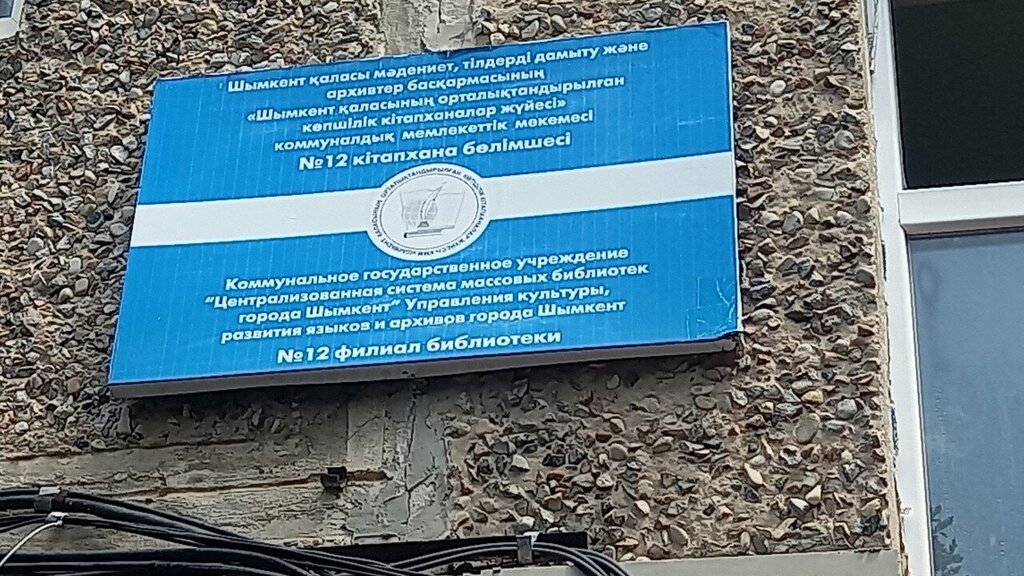 Шымкент қаласы мәдениет, тілдерді дамыту және
архивтер басқармасының
«Шымкент қаласының орталықтандырылған
көпшілік кітапханалар жүйесі»
коммуналдық мемлекеттік мекемесі
№12 кітапхана бөлімшесі
Коммунальное государственное учреждение
"Централизованная система массовых библиотек
города Шымкент" Управления культуры,
развития языков и архивов города Шымкент
№12 филиал библиотеки